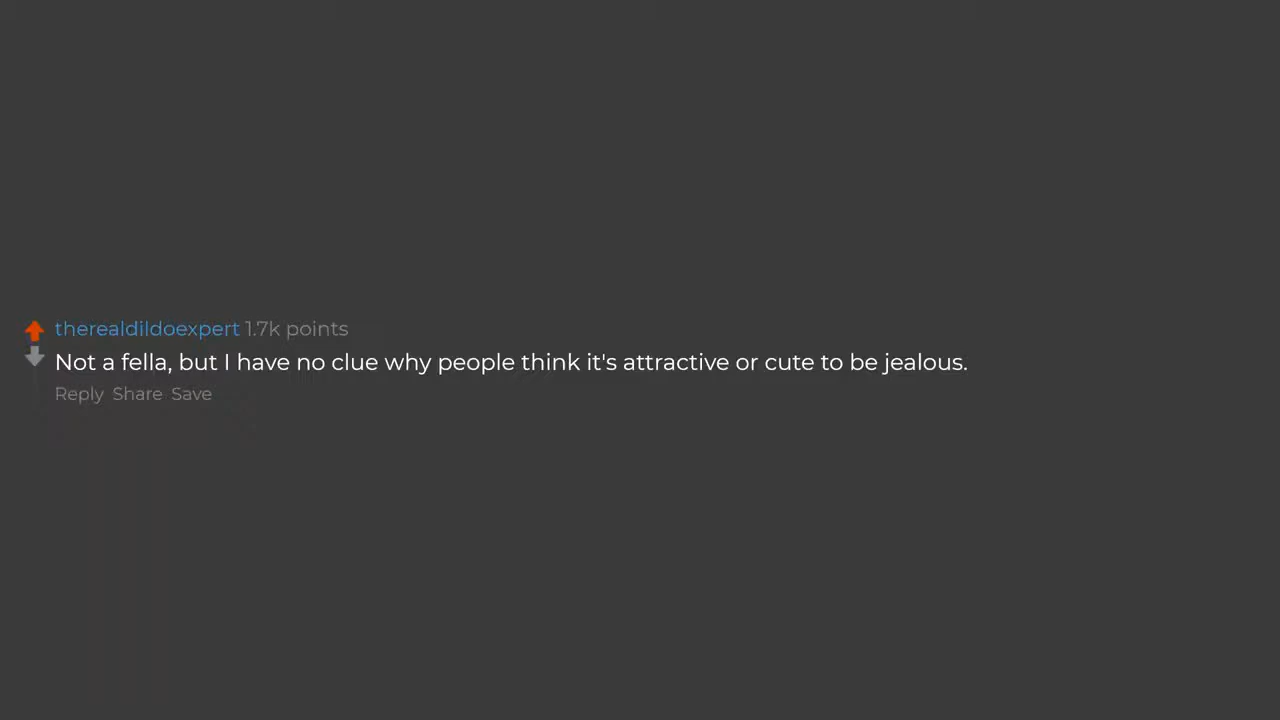 therealdildoexpert 1.7k points
Not a fella, but I have no clue why people think it's attractive or cute to be jealous.
Reply Share Save